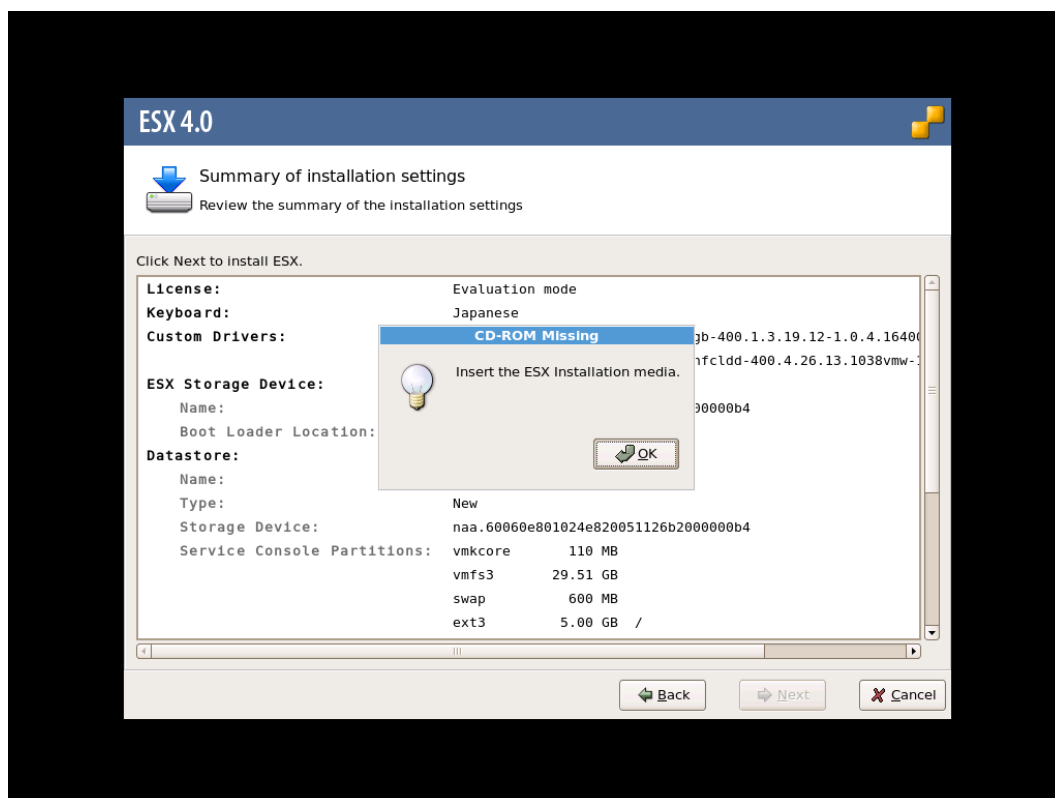 ESX 4.0
Summary of installation settings
Review the summary of the installation settings
Click Next to install ESX.
License: Evaluation mode
Keyboard: Japanese
Custom Drivers: gb-400.1.3.19.12-1.0.4.16400
nfcldd-400.4.26.13.1038vmw-1
CD-ROM Missing
Insert the ESX Installation media.
OK
ESX Storage Device:
Name: 00000b4
Boot Loader Location:
Datastore:
Name:
Type: New
Storage Device: naa.60060e801024e820051126b2000000b4
Service Console Partitions: vmkcore 110 MB
vmfs3 29.51 GB
swap 600 MB
ext3 5.00 GB /
Back Next Cancel